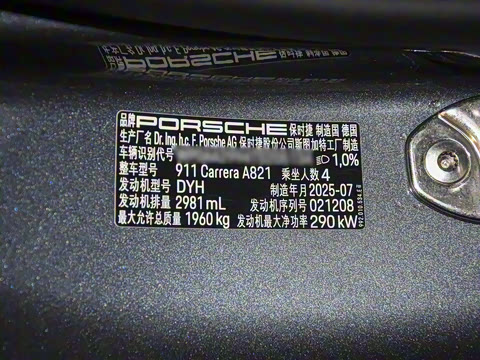 品牌 PORSCHE 保时捷 制造国 德国
生产厂名 Dr. Ing. h.c. F. Porsche AG 保时捷股份公司斯图加特工厂制造
车辆识别代号 1,0%
整车型号 911 Carrera A821 乘坐人数 4
发动机型号 DYH 制造年月 2025-07
发动机排量 2981 mL 发动机序列号 021208
最大允许总质量 1960 kg 发动机最大净功率 290 kW